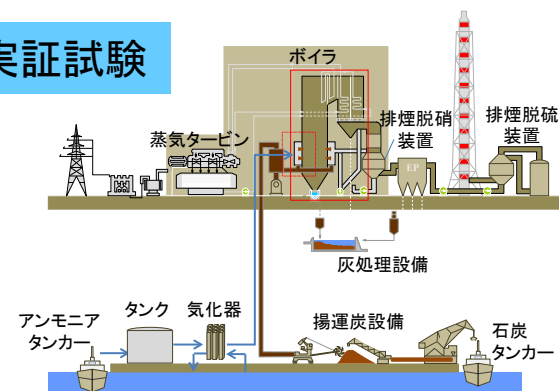 実証試験
ボイラ
蒸気タービン
排煙脱硝
装置
排煙脱硫
装置
EP
灰処理設備
アンモニア
タンカー
タンク
気化器
揚運炭設備
石炭
タンカー